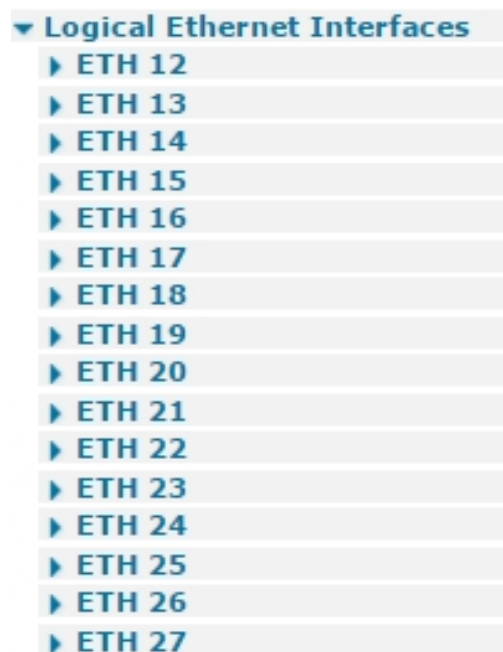 Logical Ethernet Interfaces
ETH 12
ETH 13
ETH 14
ETH 15
ETH 16
ETH 17
ETH 18
ETH 19
ETH 20
ETH 21
ETH 22
ETH 23
ETH 24
ETH 25
ETH 26
ETH 27